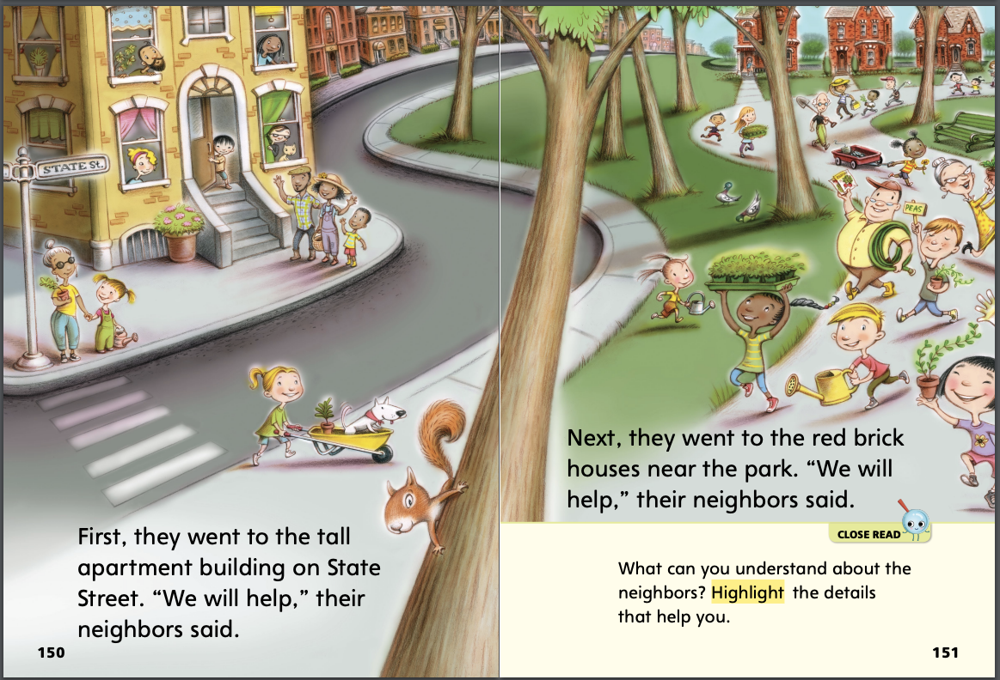 STATE ST.
First, they went to the tall
apartment building on State
Street. “We will help,” their
neighbors said.
150
PEAS
Next, they went to the red brick
houses near the park. “We will
help,” their neighbors said.
CLOSE READ
What can you understand about the
neighbors? Highlight the details
that help you.
151